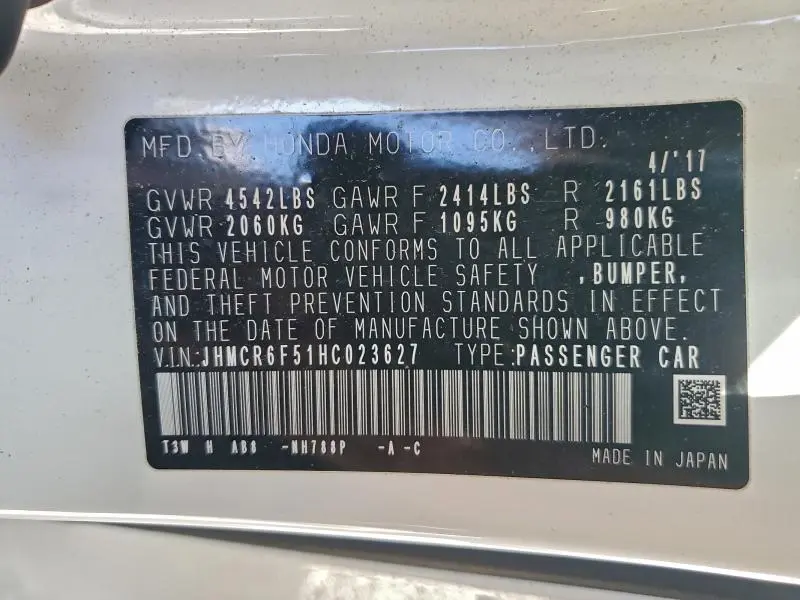 MFD. BY HONDA MOTOR CO., LTD.
4/'17
GVWR 4542LBS GAWR F 2414LBS R 2161LBS
GVWR 2060KG GAWR F 1095KG R 980KG
THIS VEHICLE CONFORMS TO ALL APPLICABLE
FEDERAL MOTOR VEHICLE SAFETY ,BUMPER,
AND THEFT PREVENTION STANDARDS IN EFFECT
ON THE DATE OF MANUFACTURE SHOWN ABOVE.
V.I.N.:JHMCR6F51HC023627 TYPE:PASSENGER CAR
T3W H AB8 -NH788P -A -C
MADE IN JAPAN